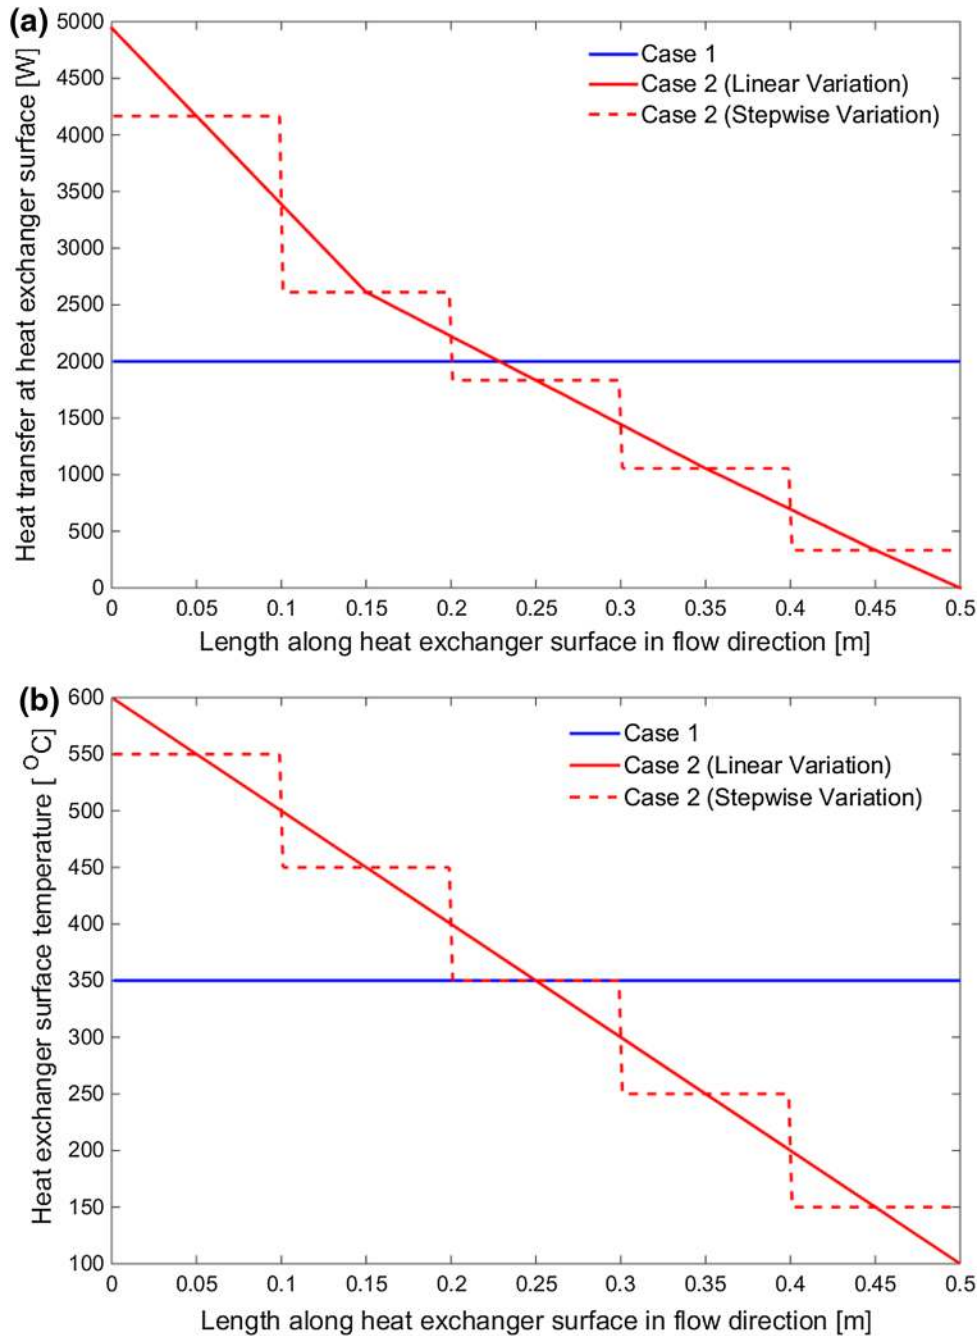 (a)
Heat transfer at heat exchanger surface [W]
5000
4500
4000
3500
3000
2500
2000
1500
1000
500
0
Case 1
Case 2 (Linear Variation)
Case 2 (Stepwise Variation)
0 0.05 0.1 0.15 0.2 0.25 0.3 0.35 0.4 0.45 0.5
Length along heat exchanger surface in flow direction [m]
(b)
Heat exchanger surface temperature [ °C]
600
550
500
450
400
350
300
250
200
150
100
Case 1
Case 2 (Linear Variation)
Case 2 (Stepwise Variation)
0 0.05 0.1 0.15 0.2 0.25 0.3 0.35 0.4 0.45 0.5
Length along heat exchanger surface in flow direction [m]